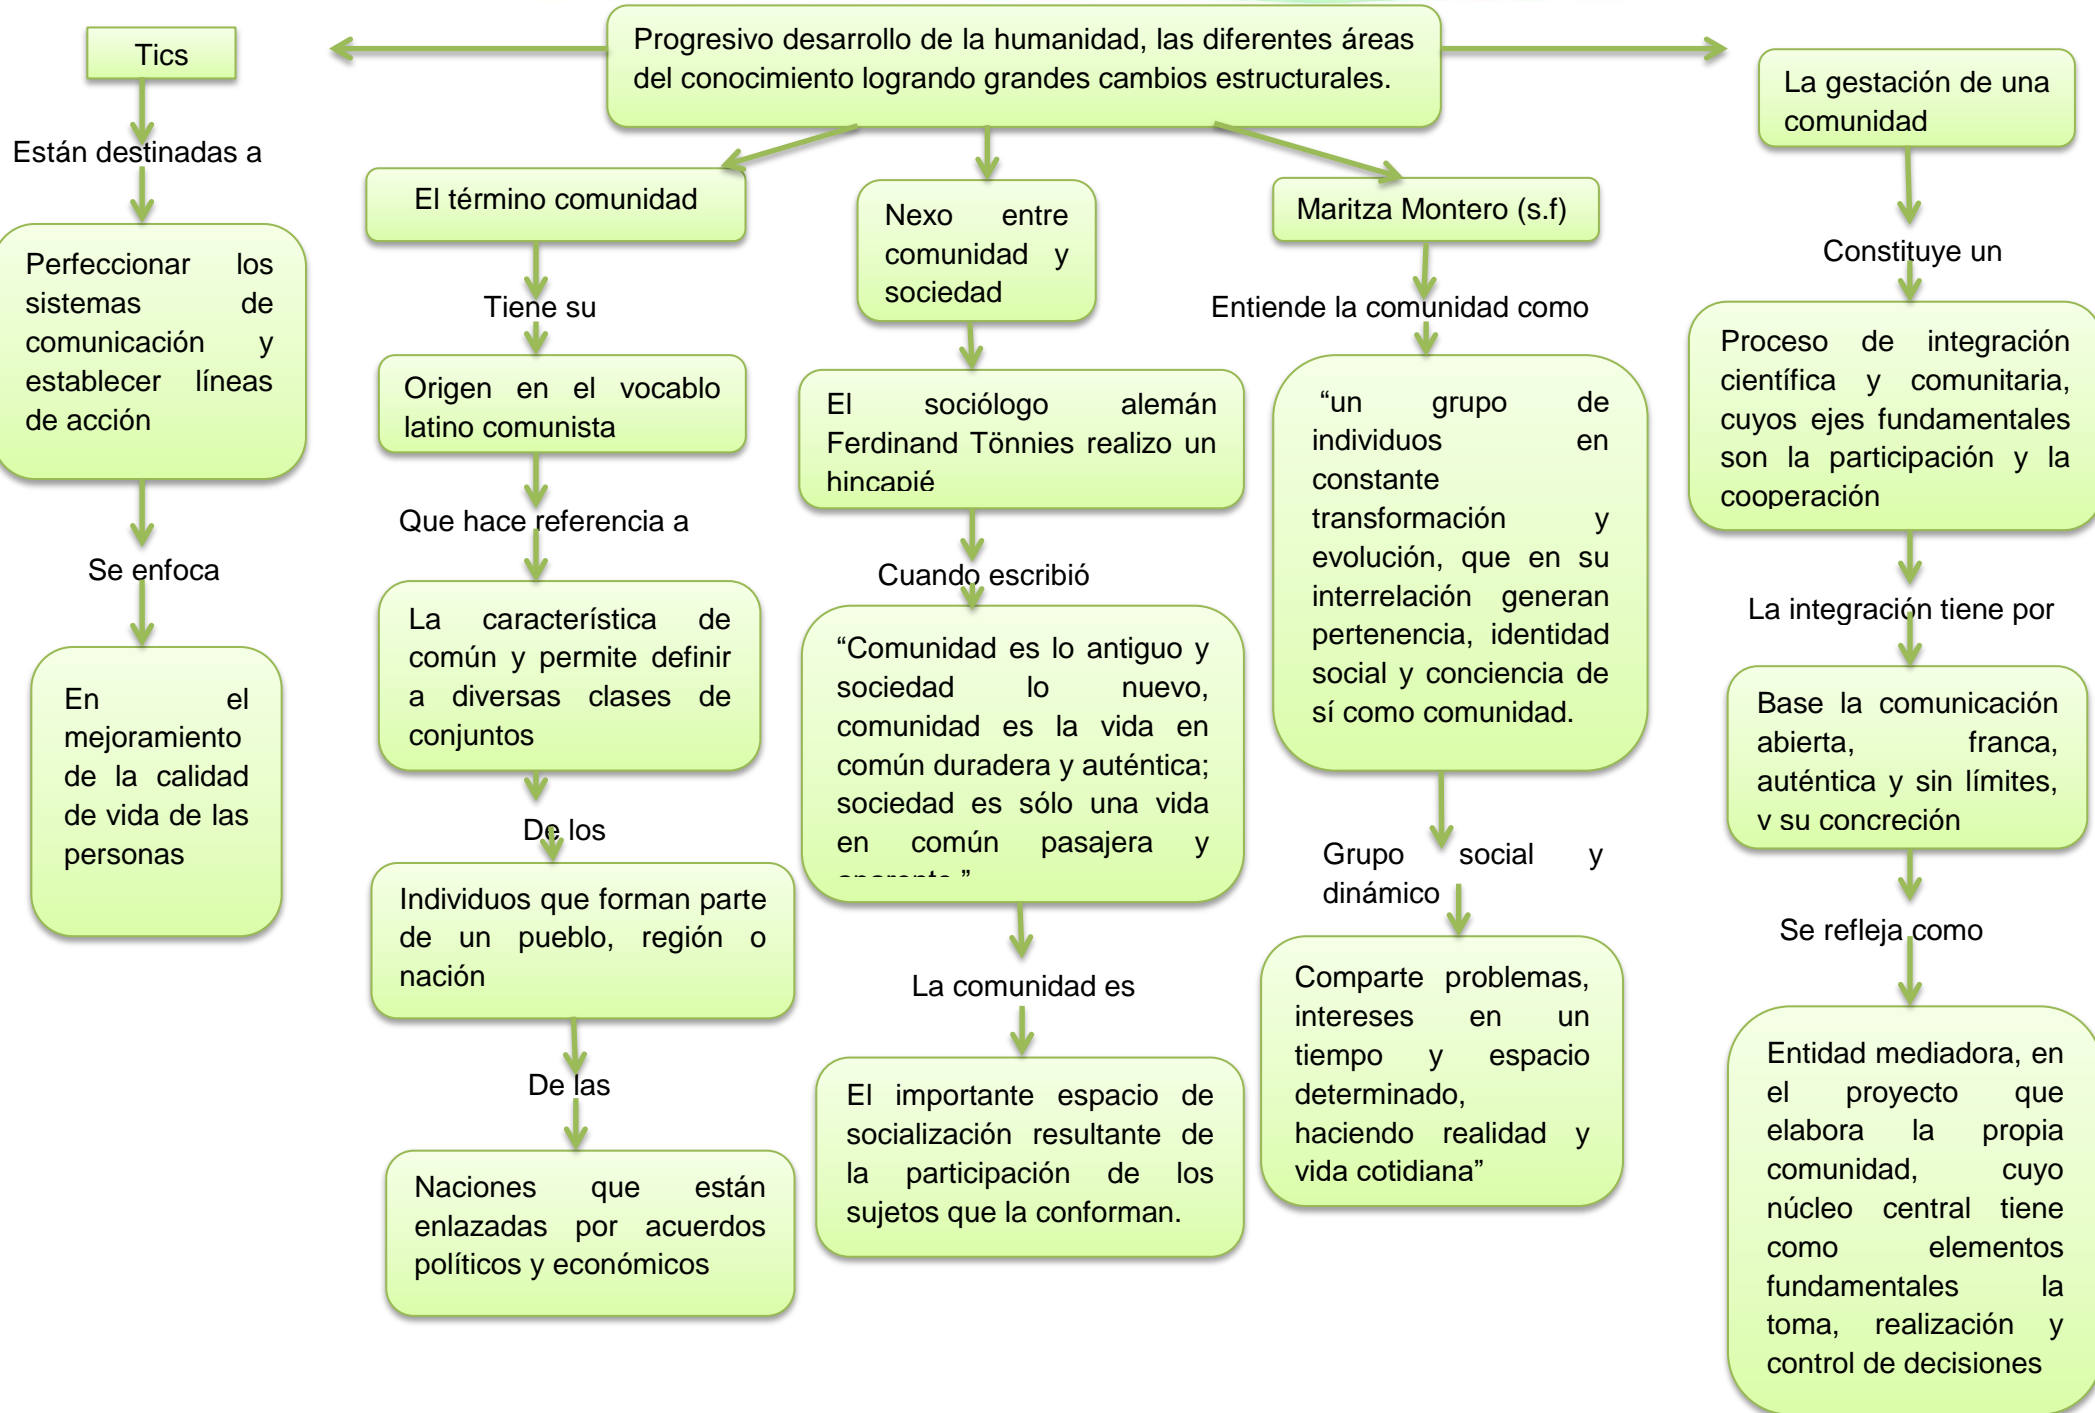 Progresivo desarrollo de la humanidad, las diferentes áreas
del conocimiento logrando grandes cambios estructurales.
Tics
Están destinadas a
Perfeccionar los
sistemas de
comunicación y
establecer líneas
de acción
Se enfoca
En el
mejoramiento
de la calidad
de vida de las
personas
El término comunidad
Tiene su
Origen en el vocablo
latino comunista
Que hace referencia a
La característica de
común y permite definir
a diversas clases de
conjuntos
De los
Individuos que forman parte
de un pueblo, región o
nación
De las
Naciones que están
enlazadas por acuerdos
políticos y económicos
Nexo entre
comunidad y
sociedad
El sociólogo alemán
Ferdinand Tönnies realizo un
hincapié
Cuando escribió
“Comunidad es lo antiguo y
sociedad lo nuevo,
comunidad es la vida en
común duradera y auténtica;
sociedad es sólo una vida
en común pasajera y
aparente.”
La comunidad es
El importante espacio de
socialización resultante de
la participación de los
sujetos que la conforman.
Maritza Montero (s.f)
Entiende la comunidad como
“un grupo de
individuos en
constante
transformación y
evolución, que en su
interrelación generan
pertenencia, identidad
social y conciencia de
sí como comunidad.
Grupo social y
dinámico
Comparte problemas,
intereses en un
tiempo y espacio
determinado,
haciendo realidad y
vida cotidiana”
La gestación de una
comunidad
Constituye un
Proceso de integración
científica y comunitaria,
cuyos ejes fundamentales
son la participación y la
cooperación
La integración tiene por
Base la comunicación
abierta, franca,
auténtica y sin límites,
y su concreción
Se refleja como
Entidad mediadora, en
el proyecto que
elabora la propia
comunidad, cuyo
núcleo central tiene
como elementos
fundamentales la
toma, realización y
control de decisiones